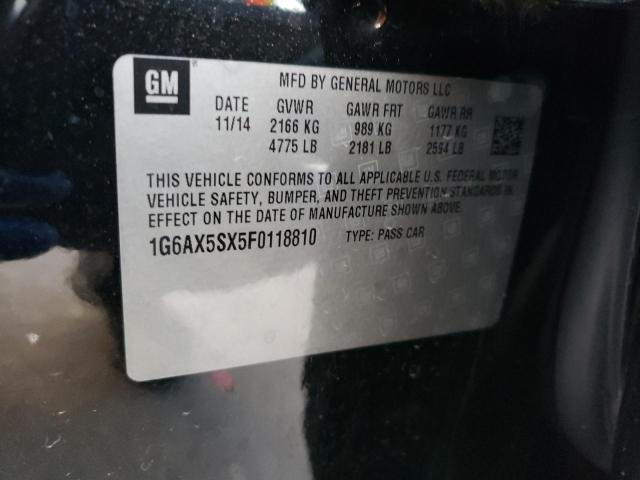 GM ®
MFD BY GENERAL MOTORS LLC
DATE GVWR GAWR FRT GAWR RR
11/14 2166 KG 989 KG 1177 KG
4775 LB 2181 LB 2594 LB
THIS VEHICLE CONFORMS TO ALL APPLICABLE U.S. FEDERAL MOTOR
VEHICLE SAFETY, BUMPER, AND THEFT PREVENTION STANDARDS IN
EFFECT ON THE DATE OF MANUFACTURE SHOWN ABOVE.
1G6AX5SX5F0118810 TYPE: PASS CAR